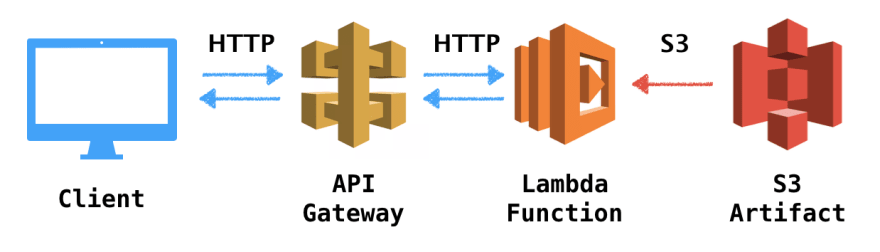 HTTP
HTTP
S3
Client
API
Gateway
Lambda
Function
S3
Artifact